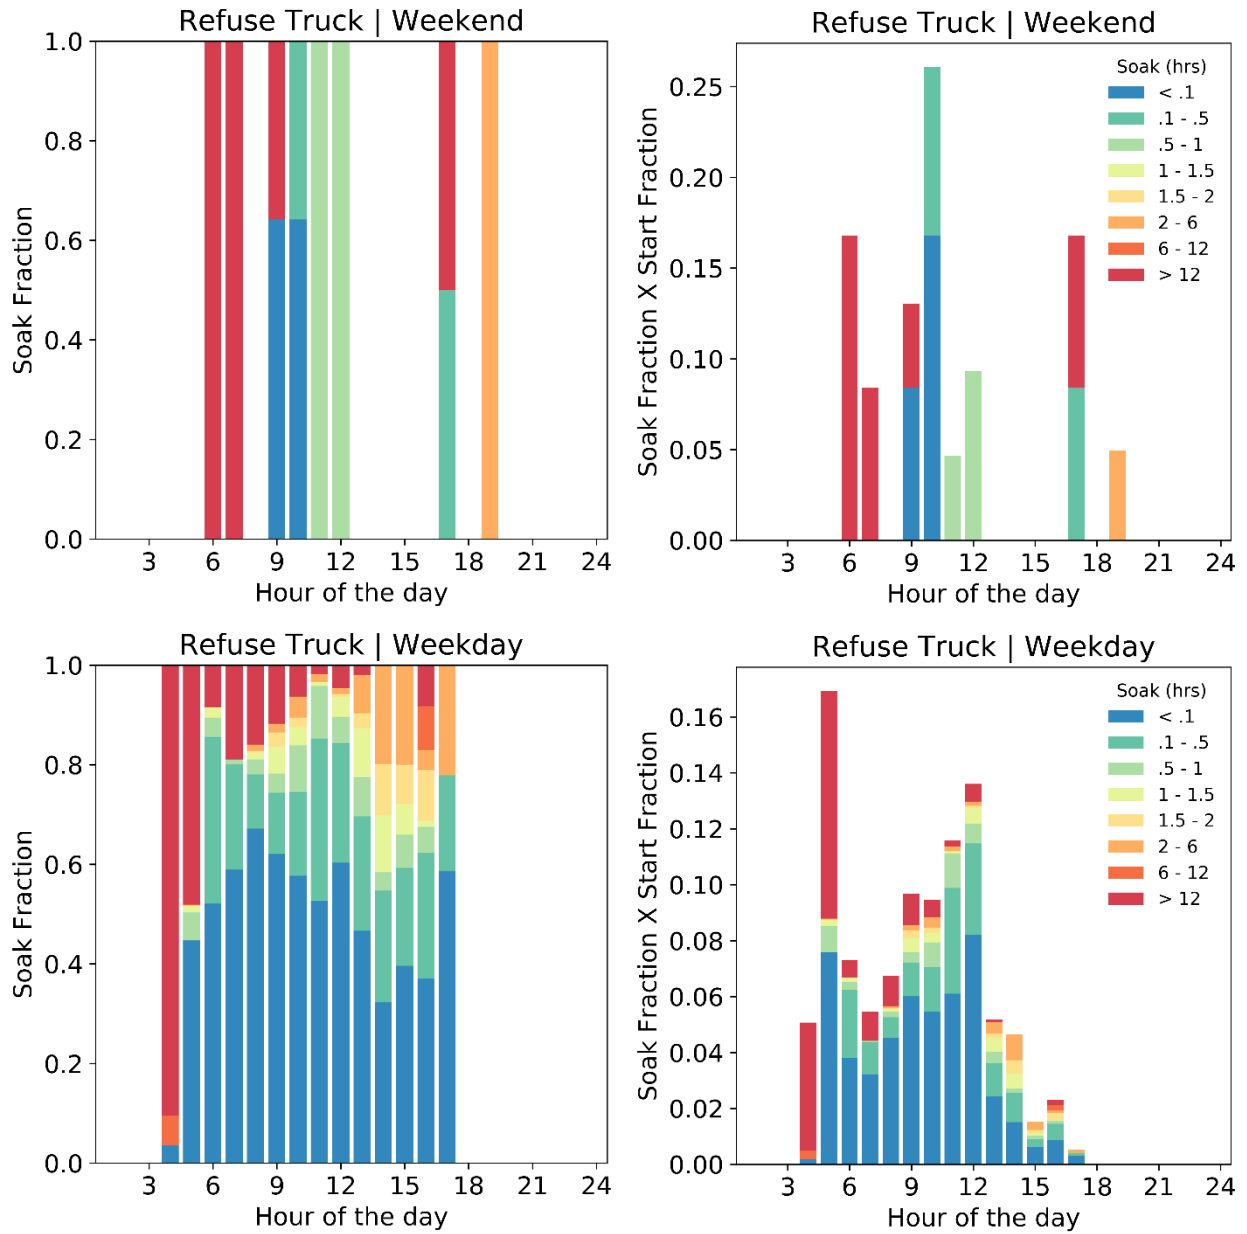 Refuse Truck | Weekend
Soak Fraction
1.0
0.8
0.6
0.4
0.2
0.0
3 6 9 12 15 18 21 24
Hour of the day
Refuse Truck | Weekend
Soak Fraction X Start Fraction
0.25
0.20
0.15
0.10
0.05
0.00
Soak (hrs)
< .1
.1 - .5
.5 - 1
1 - 1.5
1.5 - 2
2 - 6
6 - 12
> 12
3 6 9 12 15 18 21 24
Hour of the day
Refuse Truck | Weekday
Soak Fraction
1.0
0.8
0.6
0.4
0.2
0.0
3 6 9 12 15 18 21 24
Hour of the day
Refuse Truck | Weekday
Soak Fraction X Start Fraction
0.16
0.14
0.12
0.10
0.08
0.06
0.04
0.02
0.00
Soak (hrs)
< .1
.1 - .5
.5 - 1
1 - 1.5
1.5 - 2
2 - 6
6 - 12
> 12
3 6 9 12 15 18 21 24
Hour of the day